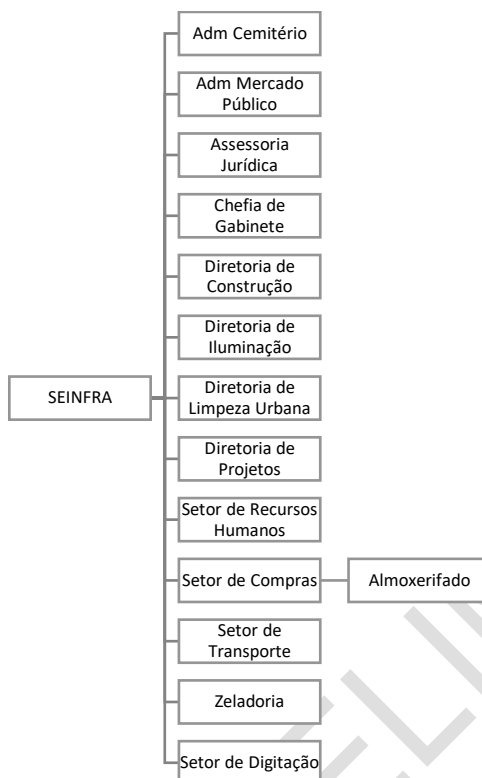 Adm Cemitério
Adm Mercado
Público
Assessoria
Jurídica
Chefia de
Gabinete
Diretoria de
Construção
Diretoria de
Iluminação
SEINFRA
Diretoria de
Limpeza Urbana
Diretoria de
Projetos
Setor de Recursos
Humanos
Setor de Compras
Almoxerifado
Setor de
Transporte
Zeladoria
Setor de Digitação